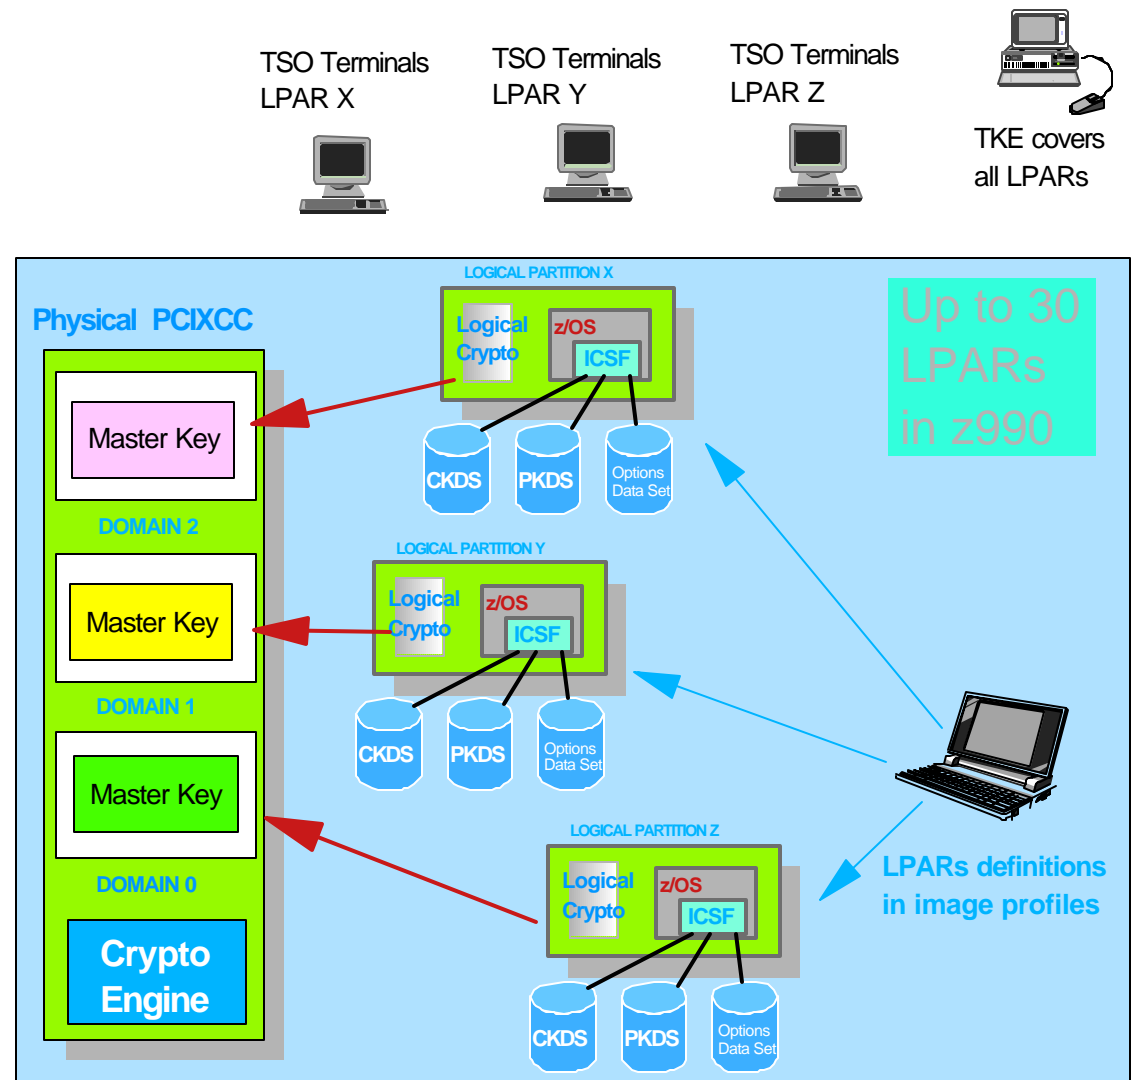 TSO Terminals
LPAR X
TSO Terminals
LPAR Y
TSO Terminals
LPAR Z
TKE covers
all LPARs
Physical PCIXCC
Master Key
DOMAIN 2
Master Key
DOMAIN 1
Master Key
DOMAIN 0
Crypto
Engine
LOGICAL PARTITION X
Logical
Crypto
z/OS
ICSF
CKDS
PKDS
Options
Data Set
Up to 30
LPARs
in z990
LOGICAL PARTITION Y
Logical
Crypto
z/OS
ICSF
CKDS
PKDS
Options
Data Set
LOGICAL PARTITION Z
Logical
Crypto
z/OS
ICSF
CKDS
PKDS
Options
Data Set
LPARs definitions
in image profiles